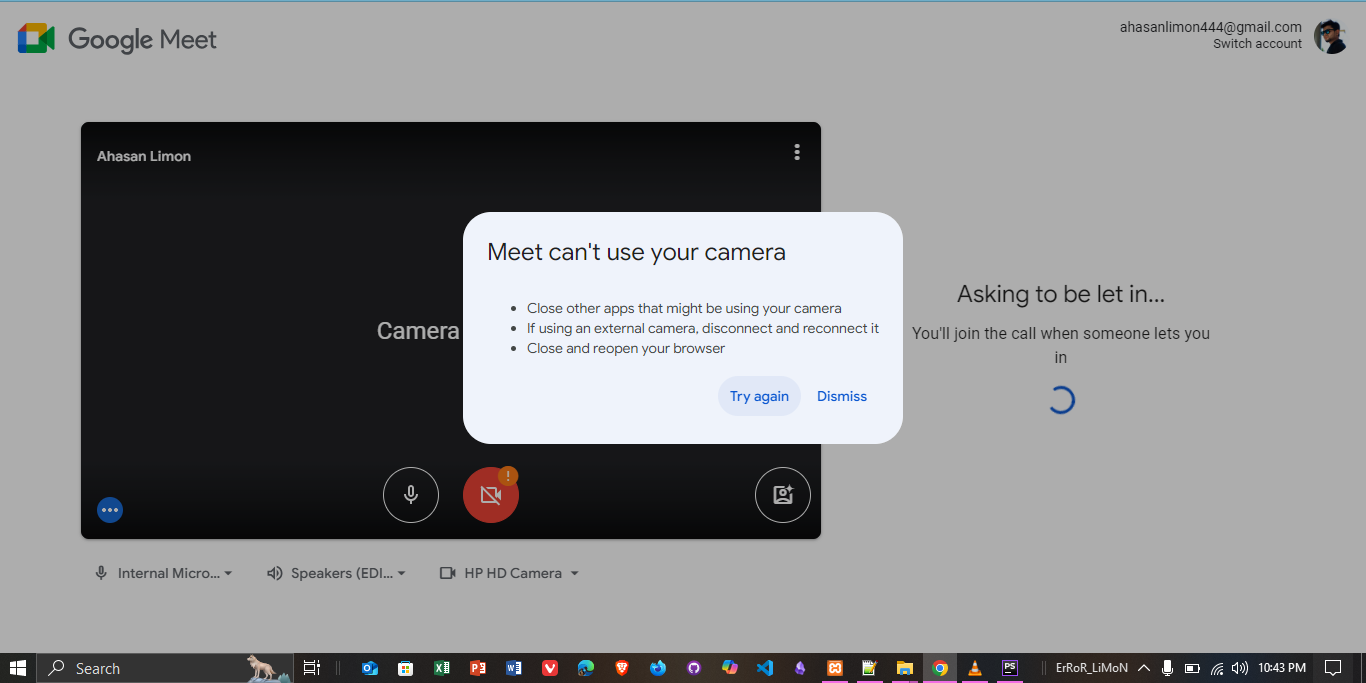 Google Meet
ahasanlimon444@gmail.com
Switch account
Ahasan Limon
Camera
Meet can't use your camera
Close other apps that might be using your camera
If using an external camera, disconnect and reconnect it
Close and reopen your browser
Try again
Dismiss
Asking to be let in...
You'll join the call when someone lets you
in
Internal Micro...
Speakers (EDI...
HP HD Camera
Search
PS
ErRoR_LiMoN
10:43 PM